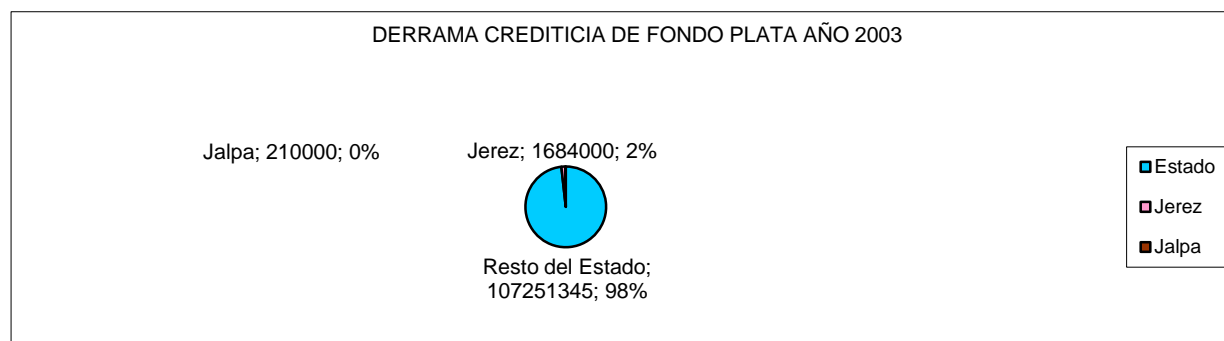 DERRAMA CREDITICIA DE FONDO PLATA AÑO 2003
Jalpa; 210000; 0%
Jerez; 1684000; 2%
Resto del Estado;
107251345; 98%
Estado
Jerez
Jalpa